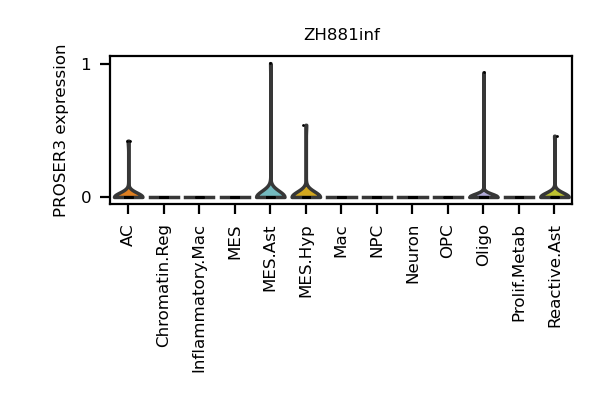 ZH881inf
PROSER3 expression
1
0
AC
Chromatin.Reg
Inflammatory.Mac
MES
MES.Ast
MES.Hyp
Mac
NPC
Neuron
OPC
Oligo
Prolif.Metab
Reactive.Ast